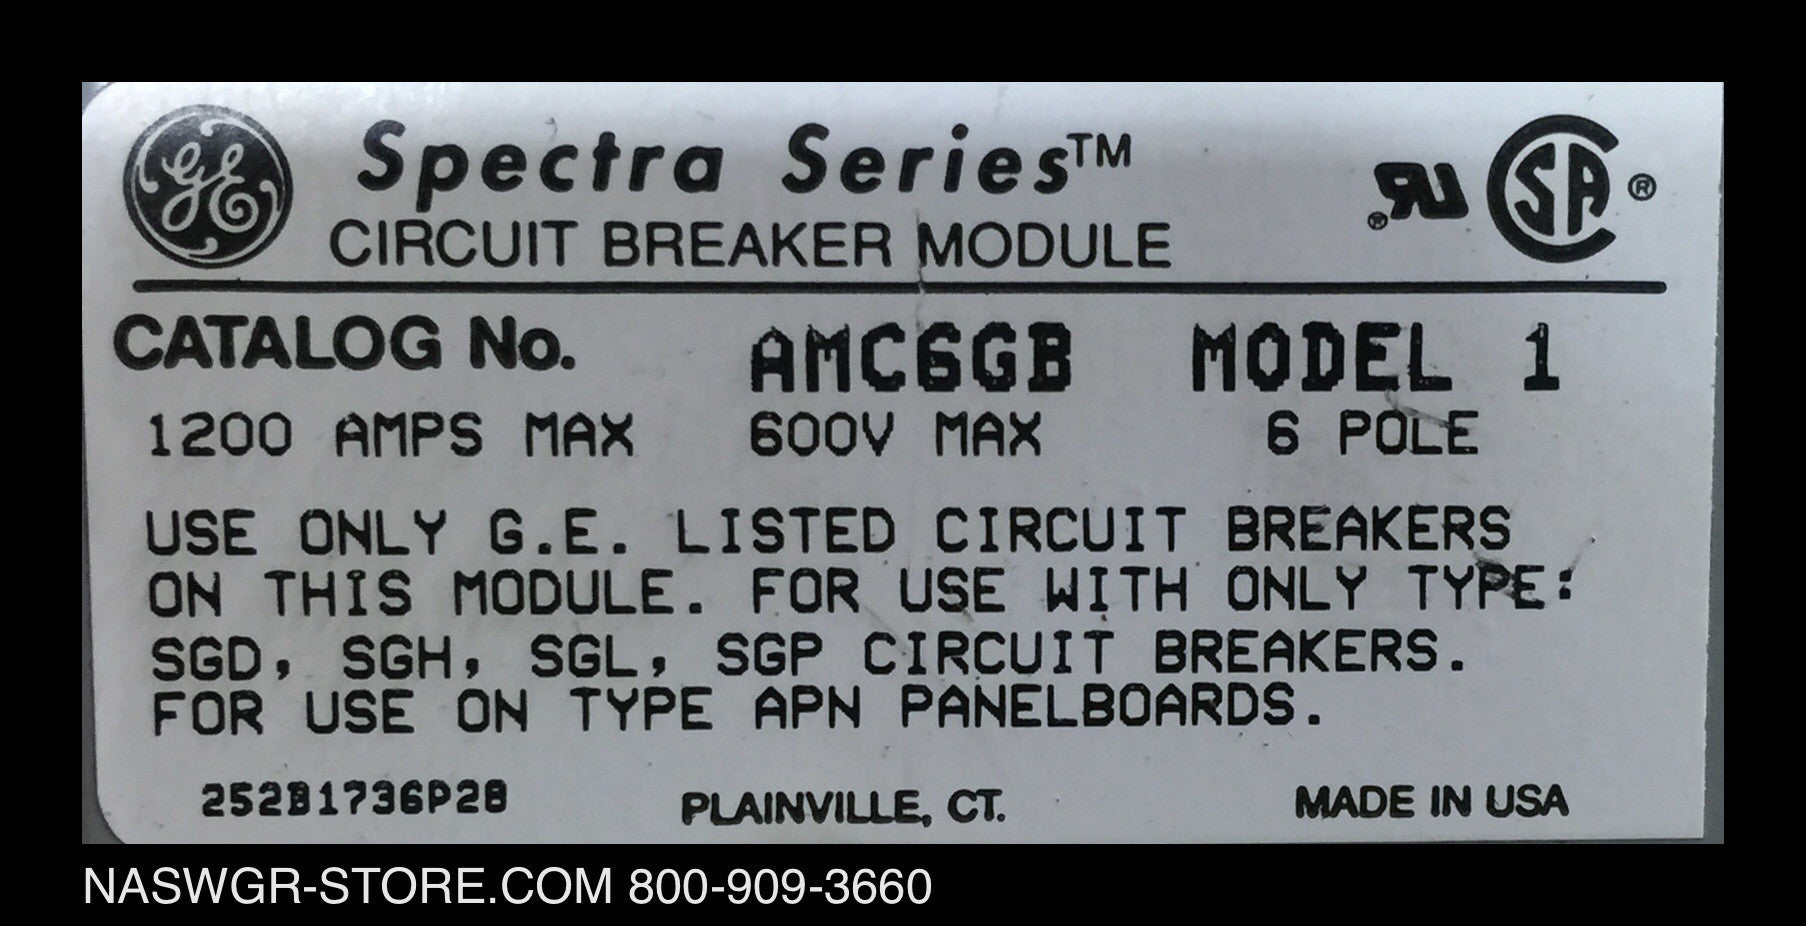 GE Spectra Series™
CIRCUIT BREAKER MODULE
® RU SA ®
CATALOG No. AMC6GB MODEL 1
1200 AMPS MAX 600V MAX 6 POLE
USE ONLY G.E. LISTED CIRCUIT BREAKERS
ON THIS MODULE. FOR USE WITH ONLY TYPE:
SGD, SGH, SGL, SGP CIRCUIT BREAKERS.
FOR USE ON TYPE APN PANELBOARDS.
252B1736P28 PLAINVILLE, CT. MADE IN USA
NASWGR-STORE.COM 800-909-3660